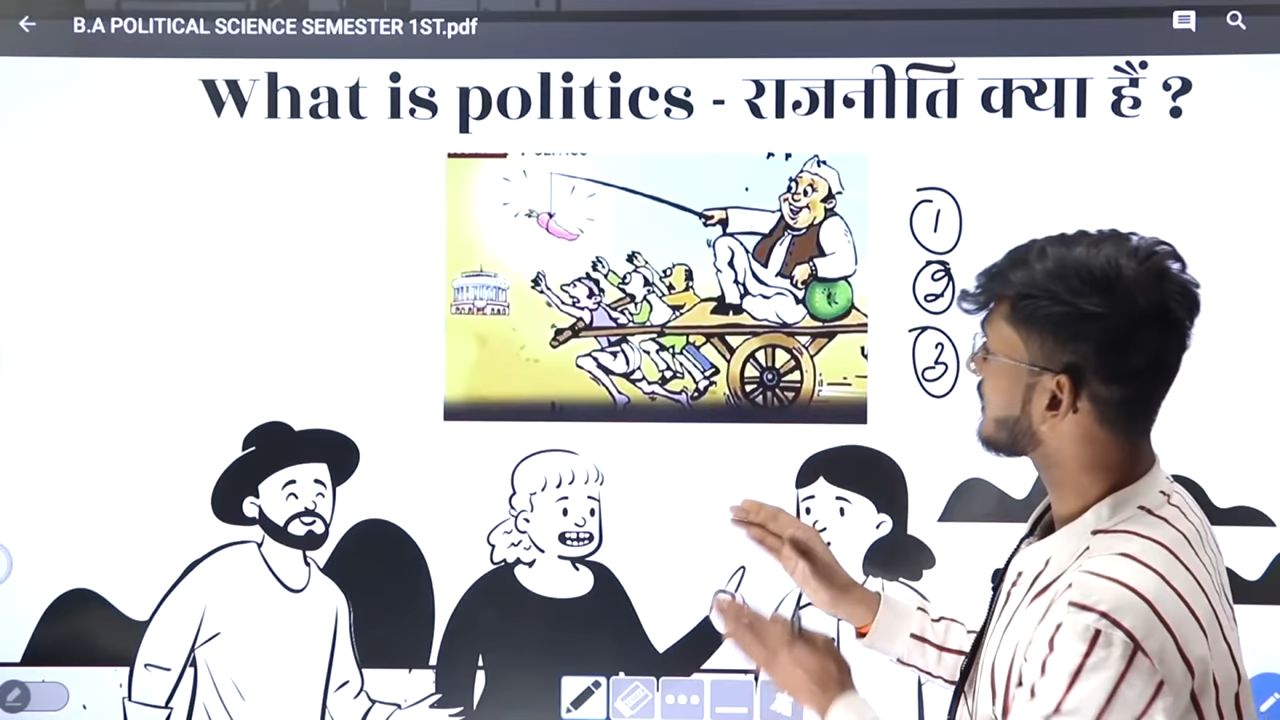 B.A POLITICAL SCIENCE SEMESTER 1ST.pdf
What is politics - राजनीति क्या हैं ?
1
2
3